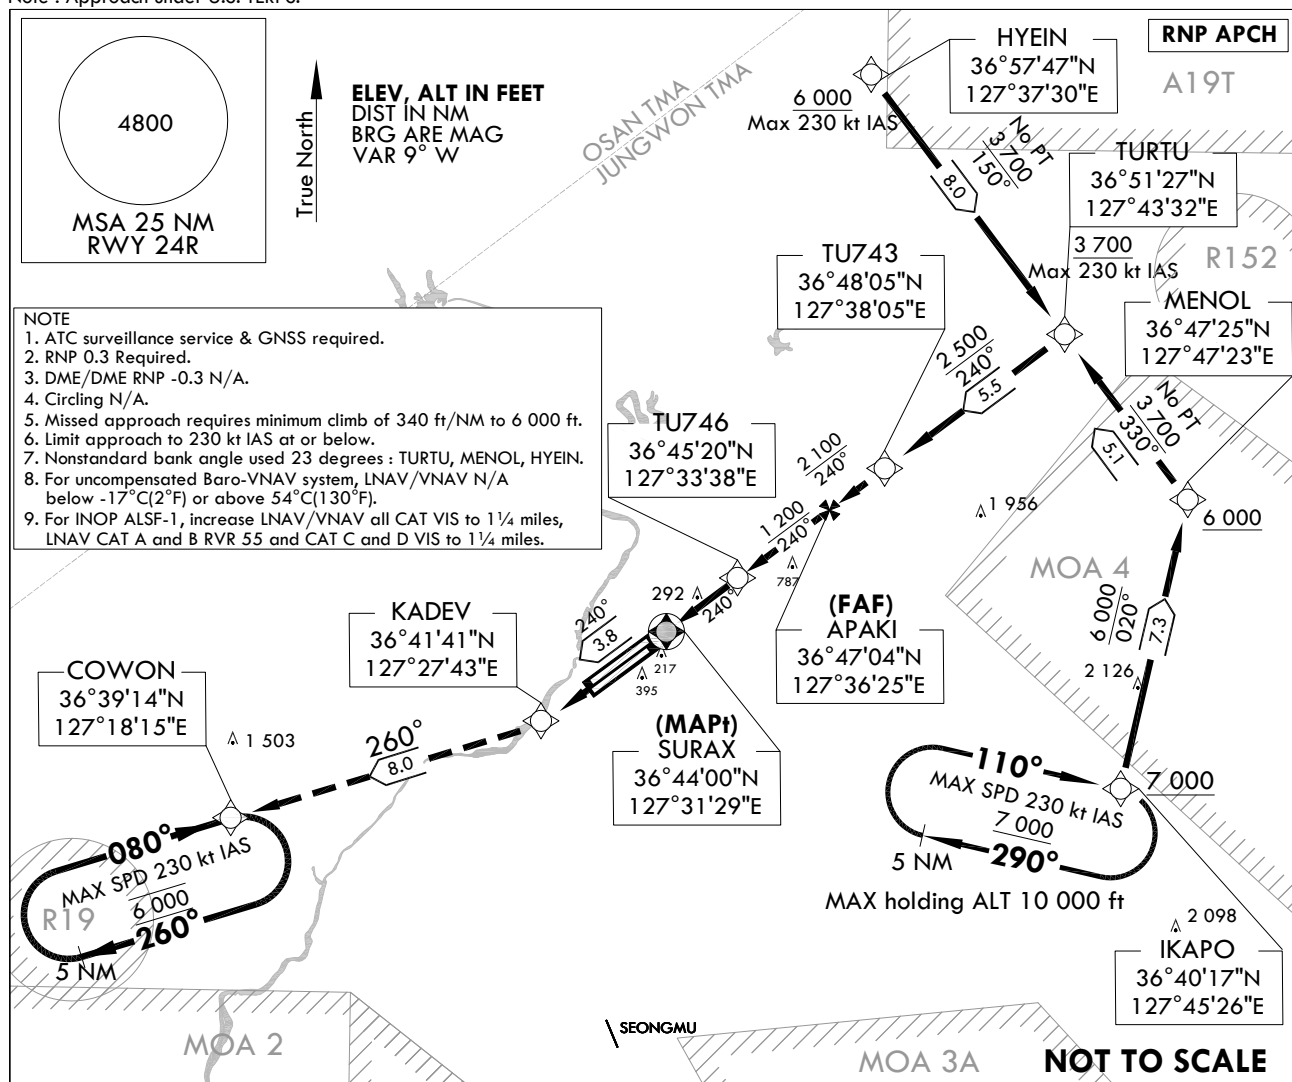 Note : Approach under U.S. TERPS.
4800
MSA 25 NM
RWY 24R
True North
ELEV, ALT IN FEET
DIST IN NM
BRG ARE MAG
VAR 9° W
OSAN TMA
JUNGWON TMA
RNP APCH
A19T
HYEIN
36°57'47"N
127°37'30"E
6 000
Max 230 kt IAS
No PT
3 700
150°
8.0
TURTU
36°51'27"N
127°43'32"E
3 700
Max 230 kt IAS
R152
TU743
36°48'05"N
127°38'05"E
MENOL
36°47'25"N
127°47'23"E
NOTE
1. ATC surveillance service & GNSS required.
2. RNP 0.3 Required.
3. DME/DME RNP -0.3 N/A.
4. Circling N/A.
5. Missed approach requires minimum climb of 340 ft/NM to 6 000 ft.
6. Limit approach to 230 kt IAS at or below.
7. Nonstandard bank angle used 23 degrees : TURTU, MENOL, HYEIN.
8. For uncompensated Baro-VNAV system, LNAV/VNAV N/A
below -17°C(2°F) or above 54°C(130°F).
9. For INOP ALSF-1, increase LNAV/VNAV all CAT VIS to 1¼ miles,
LNAV CAT A and B RVR 55 and CAT C and D VIS to 1¼ miles.
2 500
240°
5.5
No PT
3 700
330°
5.1
TU746
36°45'20"N
127°33'38"E
2 100
240°
1 200
240°
1 956
6 000
787
MOA 4
292
240°
240°
3.8
217
395
(FAF)
APAKI
36°47'04"N
127°36'25"E
6 000
020°
7.3
2 126
KADEV
36°41'41"N
127°27'43"E
COWON
36°39'14"N
127°18'15"E
1 503
260°
8.0
(MAPt)
SURAX
36°44'00"N
127°31'29"E
110°
MAX SPD 230 kt IAS
7 000
290°
5 NM
7 000
MAX holding ALT 10 000 ft
080°
MAX SPD 230 kt IAS
6 000
260°
R19
5 NM
2 098
IKAPO
36°40'17"N
127°45'26"E
MOA 2
SEONGMU
MOA 3A
NOT TO SCALE